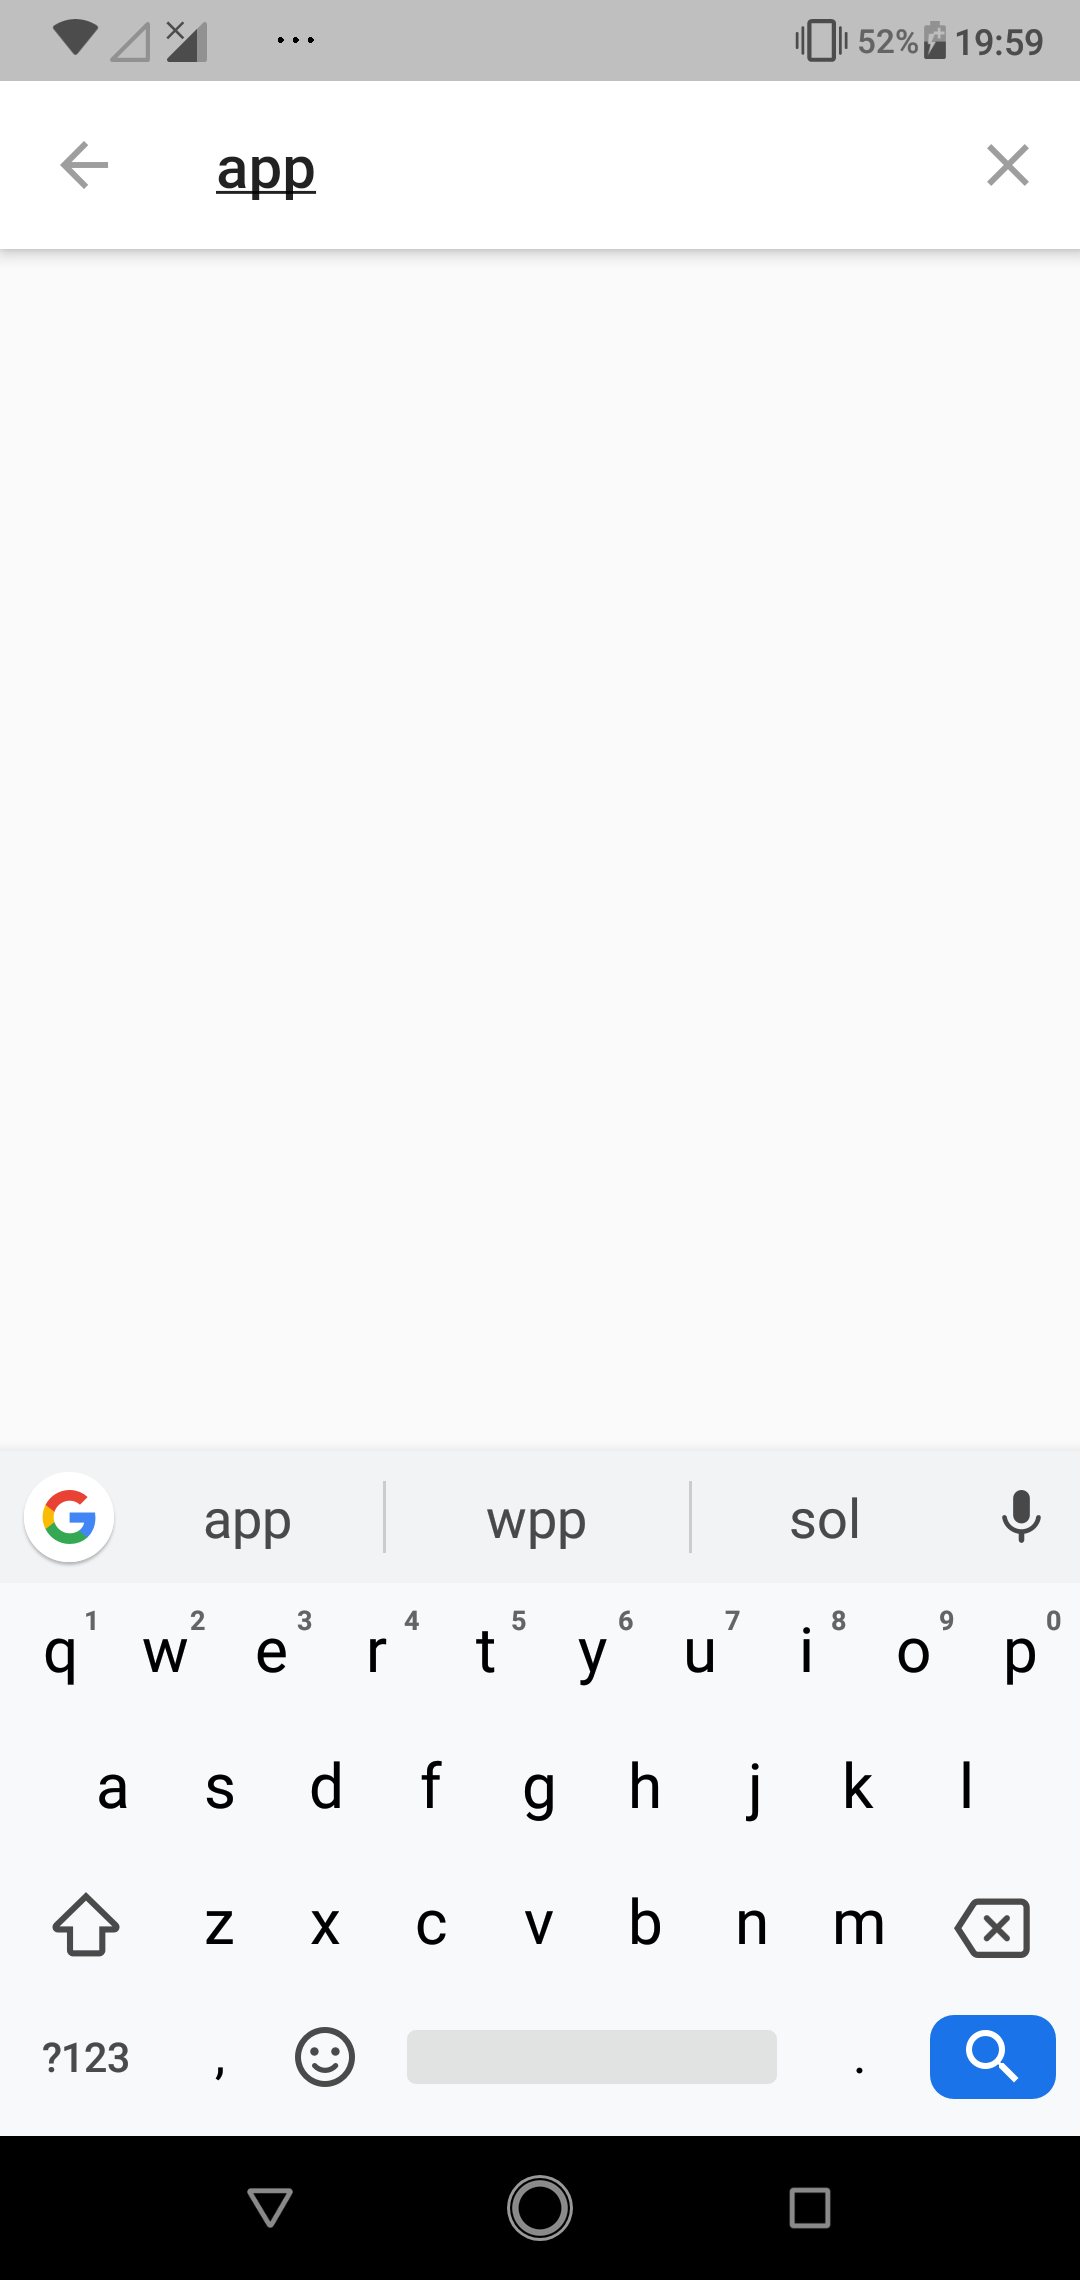 52% 19:59
app
app wpp sol
1 2 3 4 5 6 7 8 9 0
q w e r t y u i o p
a s d f g h j k l
z x c v b n m
?123 , .